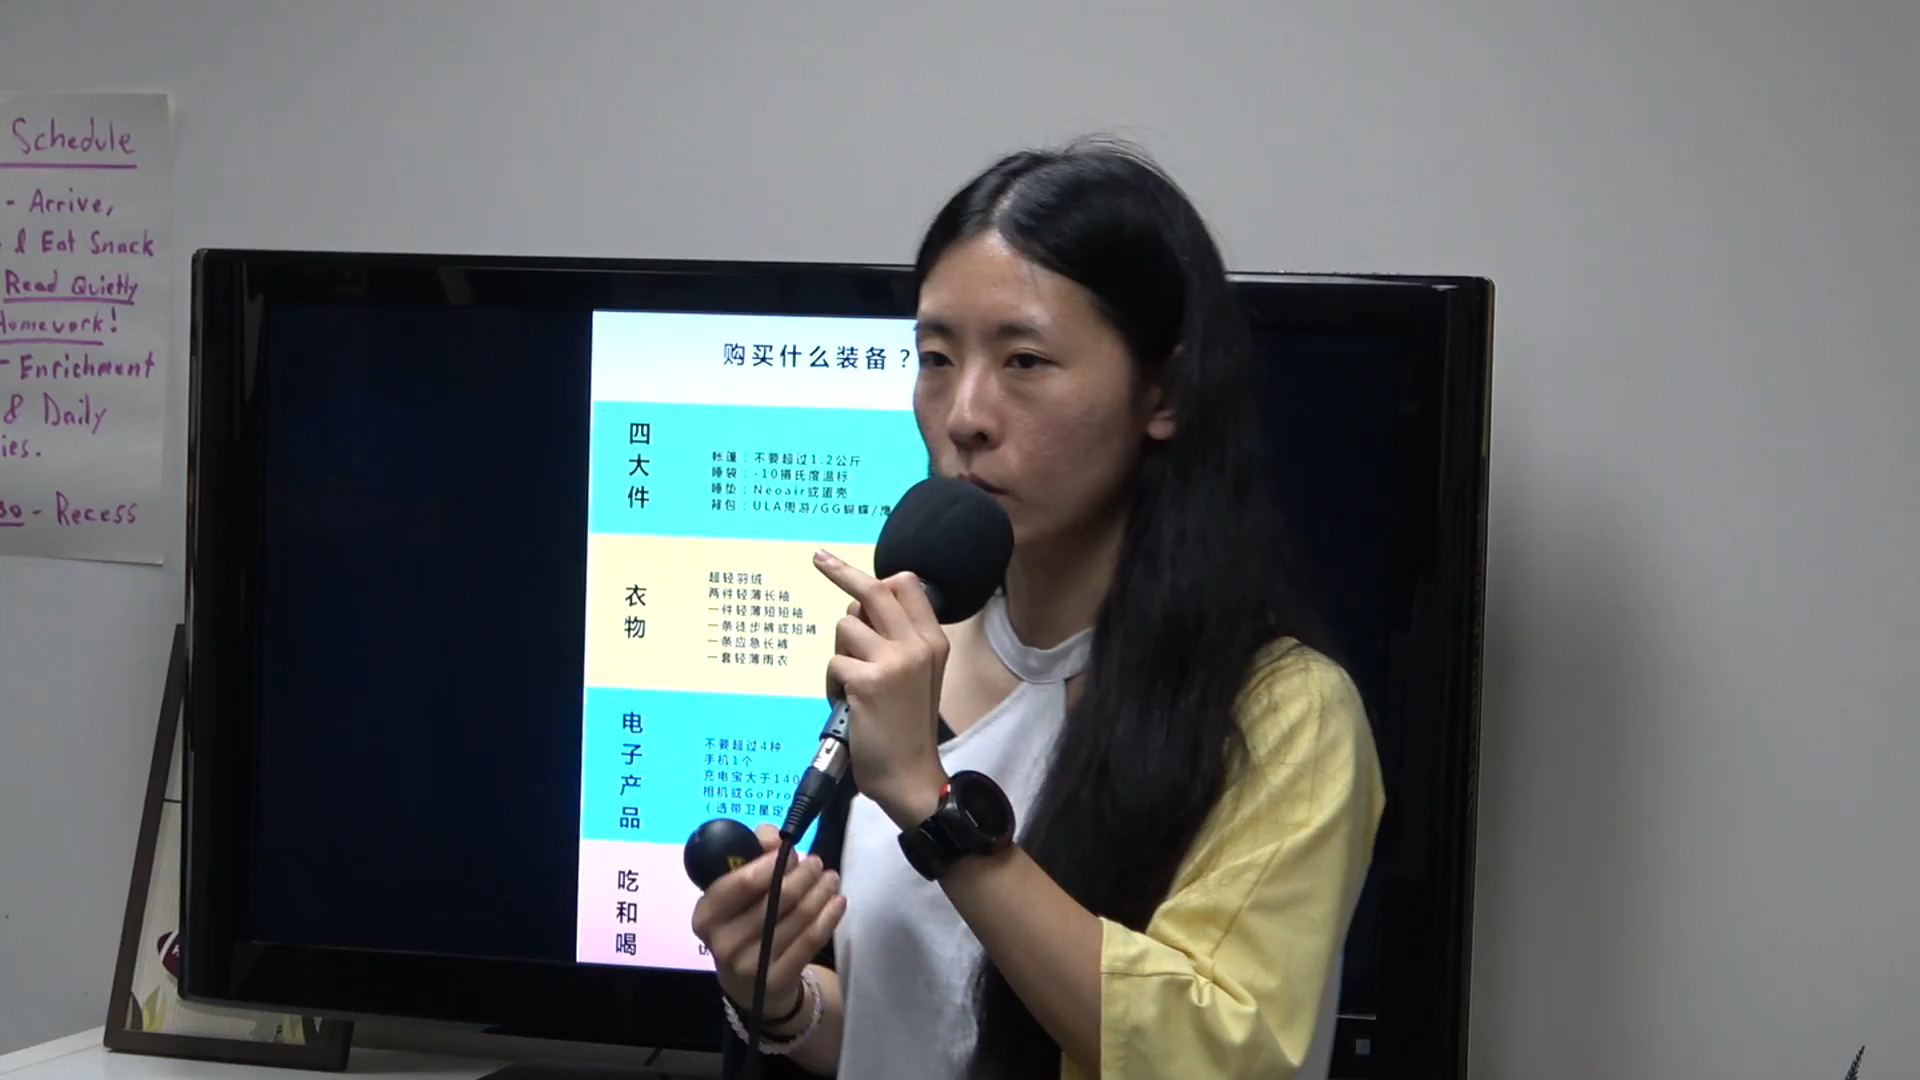 Schedule
- Arrive,
& Eat Snack
Read Quietly
Homework!
- Enrichment
& Daily
ies.
30 - Recess
购买什么装备？
四大件
帐篷：不要超过1.2公斤
睡袋：-10摄氏度温标
睡垫：Neoair或蛋壳
背包：ULA周游/GG蝴蝶/鹰
衣物
超轻羽绒
两件轻薄长袖
一件轻薄短短袖
一条徒步裤或短裤
一条应急长裤
一套轻薄雨衣
电子产品
不要超过4种
手机1个
充电宝大于140
相机或GoPro
（选带卫星定
吃和喝